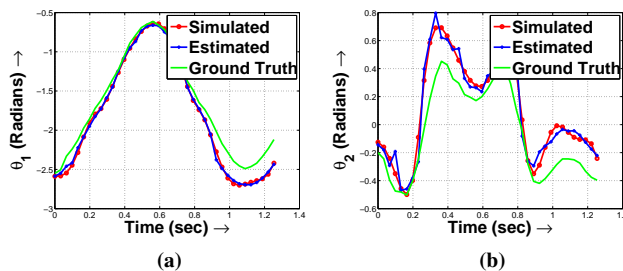 −0.5
−1
−1.5
−2
−2.5
−3
θ1 (Radians) →
0 0.2 0.4 0.6 0.8 1 1.2 1.4
Time (sec) →
Simulated
Estimated
Ground Truth
(a)
0.8
0.6
0.4
0.2
0
−0.2
−0.4
−0.6
θ2 (Radians) →
0 0.2 0.4 0.6 0.8 1 1.2 1.4
Time (sec) →
Simulated
Estimated
Ground Truth
(b)